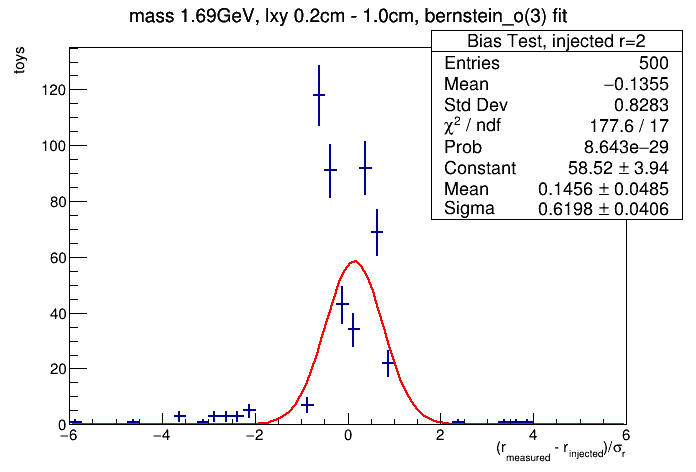 mass 1.69GeV, lxy 0.2cm - 1.0cm, bernstein_o(3) fit
toys
Bias Test, injected r=2
Entries 500
Mean −0.1355
Std Dev 0.8283
χ² / ndf 177.6 / 17
Prob 8.643e−29
Constant 58.52 ± 3.94
Mean 0.1456 ± 0.0485
Sigma 0.6198 ± 0.0406
120
100
80
60
40
20
0
−6 −4 −2 0 2 4 6
(r_measured - r_injected)/σ_r